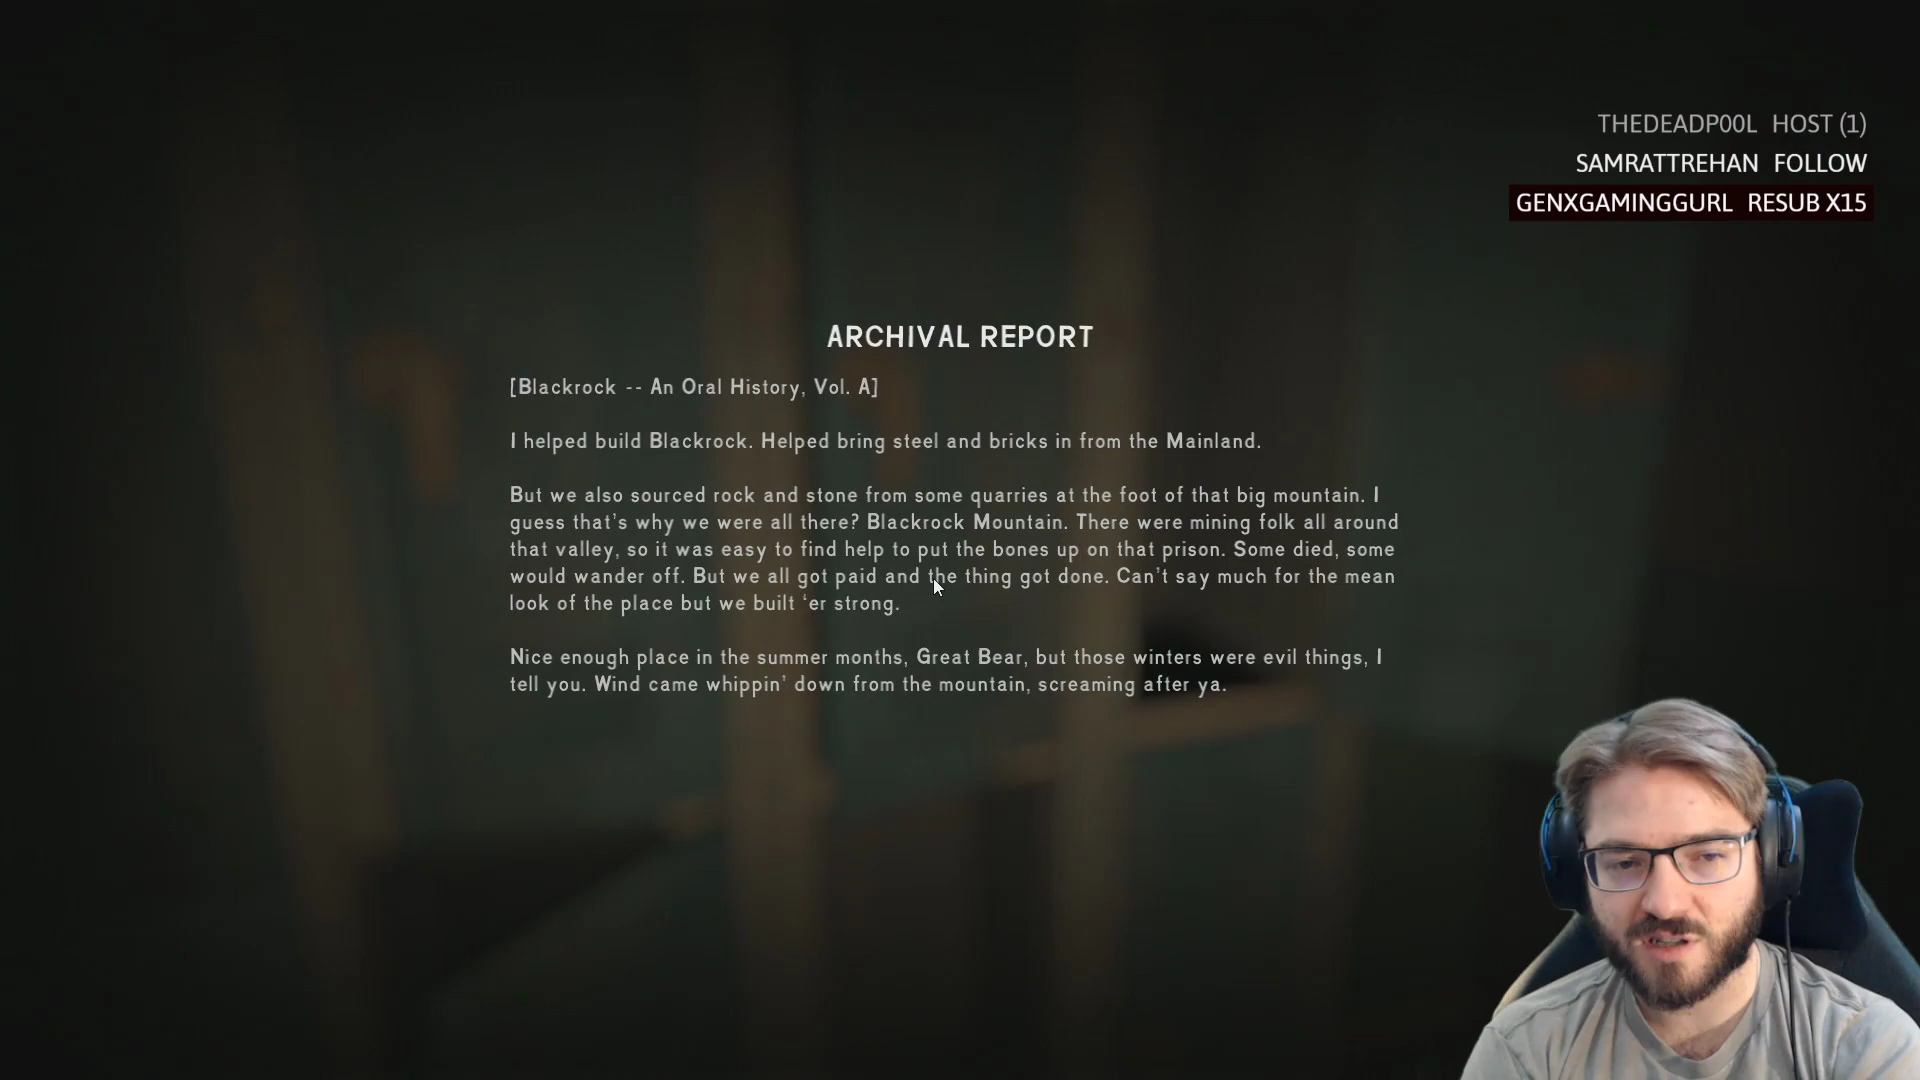 THEDEADP00L HOST (1)
SAMRATTREHAN FOLLOW
GENXGAMINGGURL RESUB X15
ARCHIVAL REPORT
[Blackrock -- An Oral History, Vol. A]
I helped build Blackrock. Helped bring steel and bricks in from the Mainland.
But we also sourced rock and stone from some quarries at the foot of that big mountain. I
guess that's why we were all there? Blackrock Mountain. There were mining folk all around
that valley, so it was easy to find help to put the bones up on that prison. Some died, some
would wander off. But we all got paid and the thing got done. Can't say much for the mean
look of the place but we built ‘er strong.
Nice enough place in the summer months, Great Bear, but those winters were evil things, I
tell you. Wind came whippin' down from the mountain, screaming after ya.